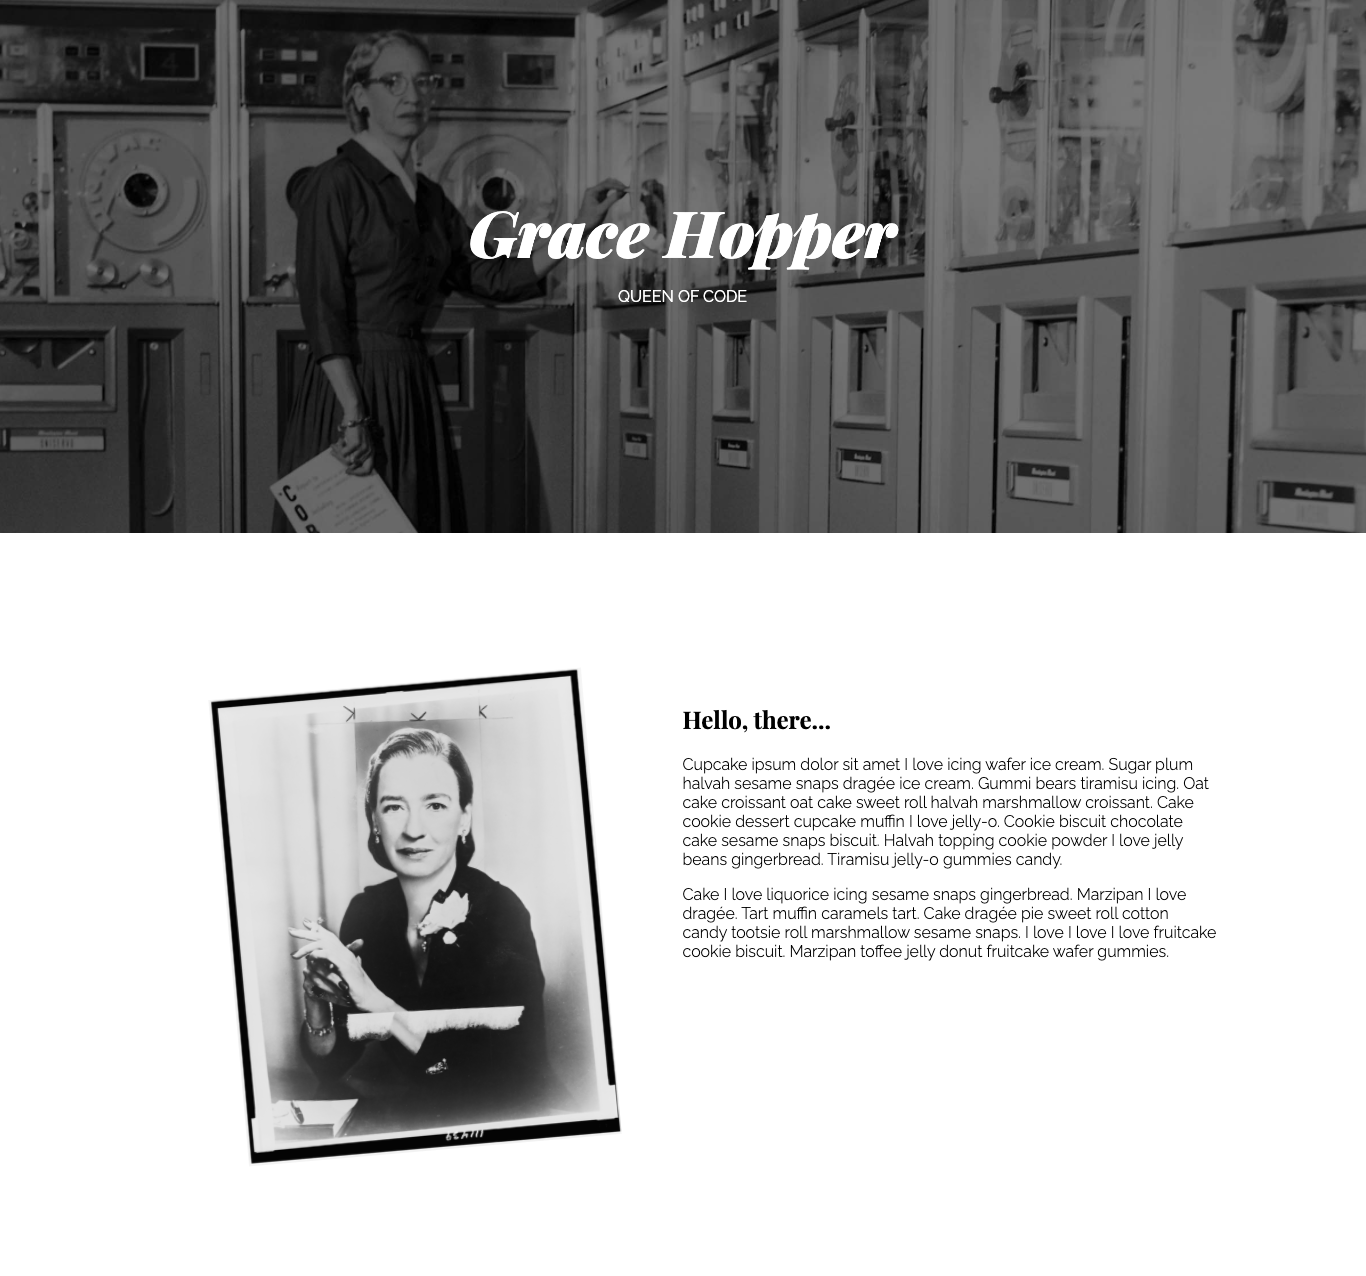 Grace Hopper
QUEEN OF CODE
COB
Hello, there...
Cupcake ipsum dolor sit amet I love icing wafer ice cream. Sugar plum
halvah sesame snaps dragée ice cream. Gummi bears tiramisu icing. Oat
cake croissant oat cake sweet roll halvah marshmallow croissant. Cake
cookie dessert cupcake muffin I love jelly-o. Cookie biscuit chocolate
cake sesame snaps biscuit. Halvah topping cookie powder I love jelly
beans gingerbread. Tiramisu jelly-o gummies candy.
Cake I love liquorice icing sesame snaps gingerbread. Marzipan I love
dragée. Tart muffin caramels tart. Cake dragée pie sweet roll cotton
candy tootsie roll marshmallow sesame snaps. I love I love I love fruitcake
cookie biscuit. Marzipan toffee jelly donut fruitcake wafer gummies.